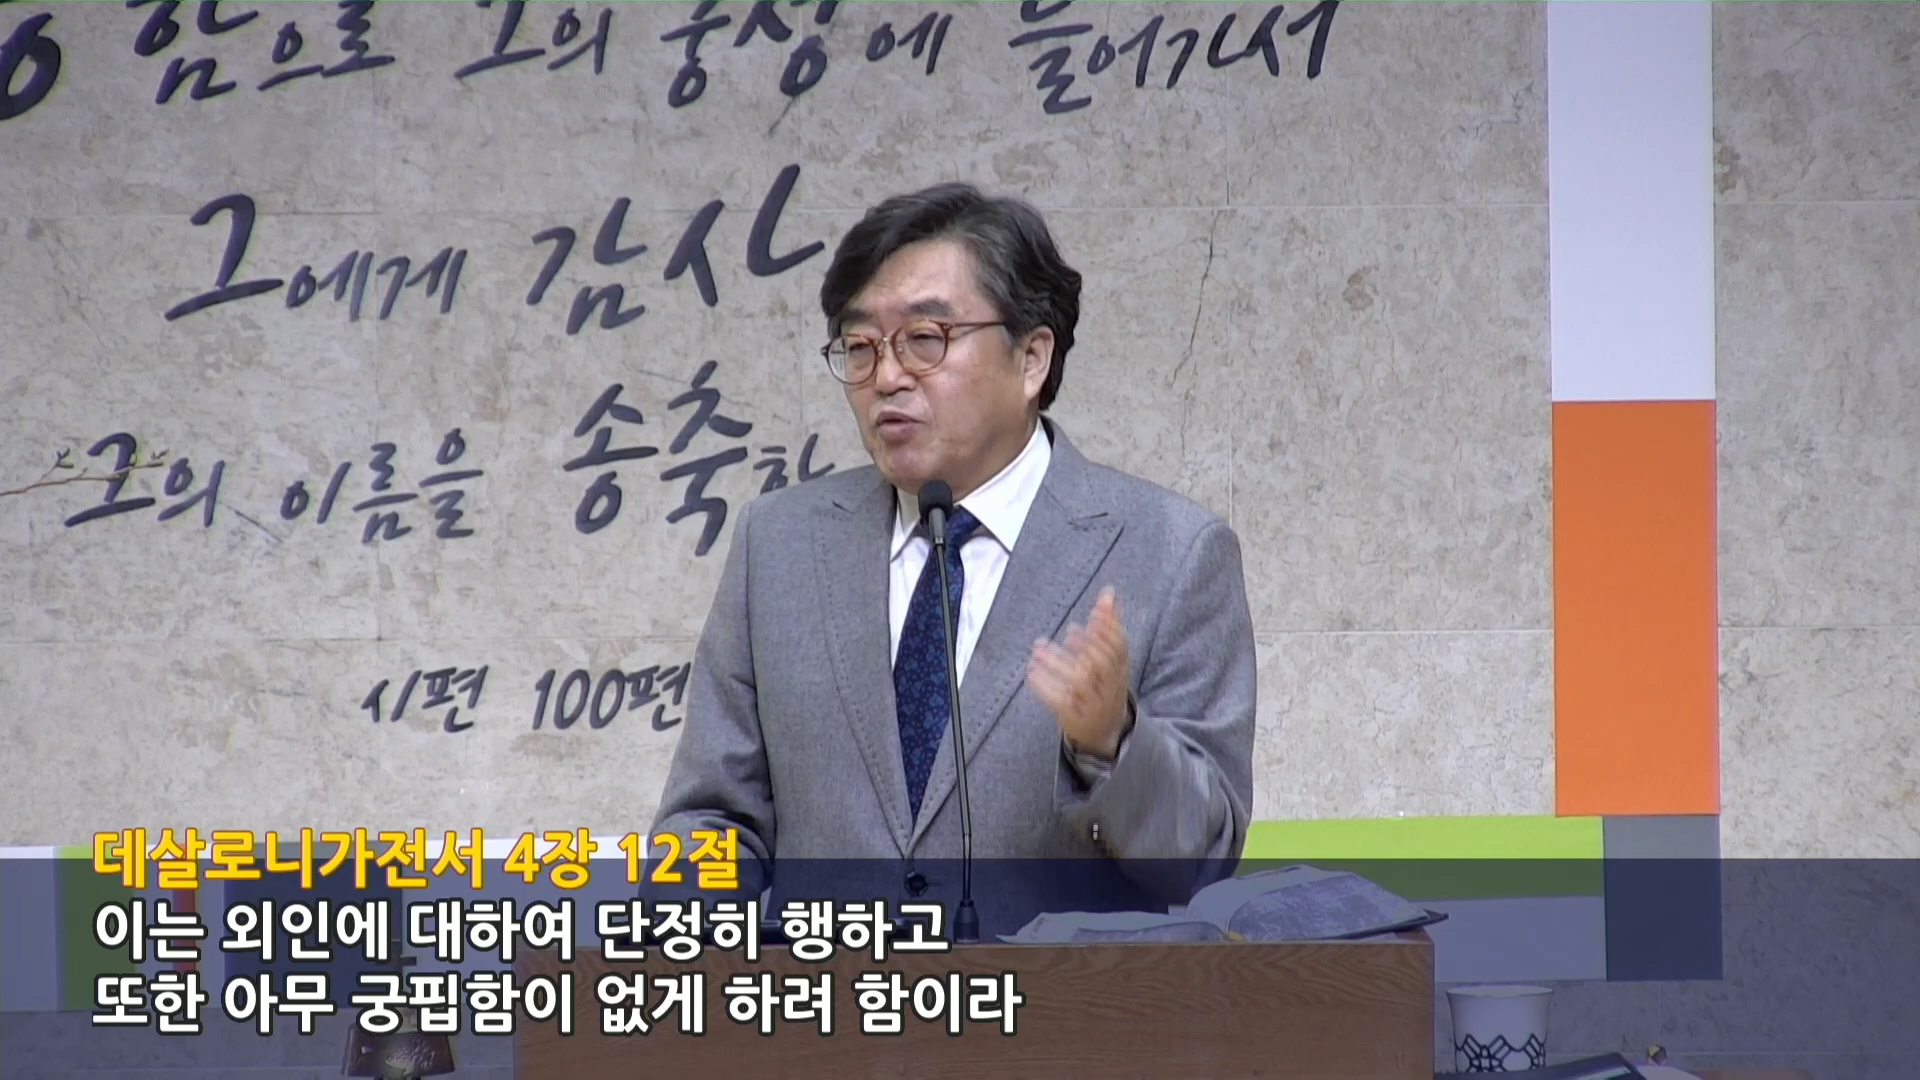 함으로 그의 궁정에 들어가서
그에게 감사
그의 이름을 송축하
시편 100편
데살로니가전서 4장 12절
이는 외인에 대하여 단정히 행하고
또한 아무 궁핍함이 없게 하려 함이라